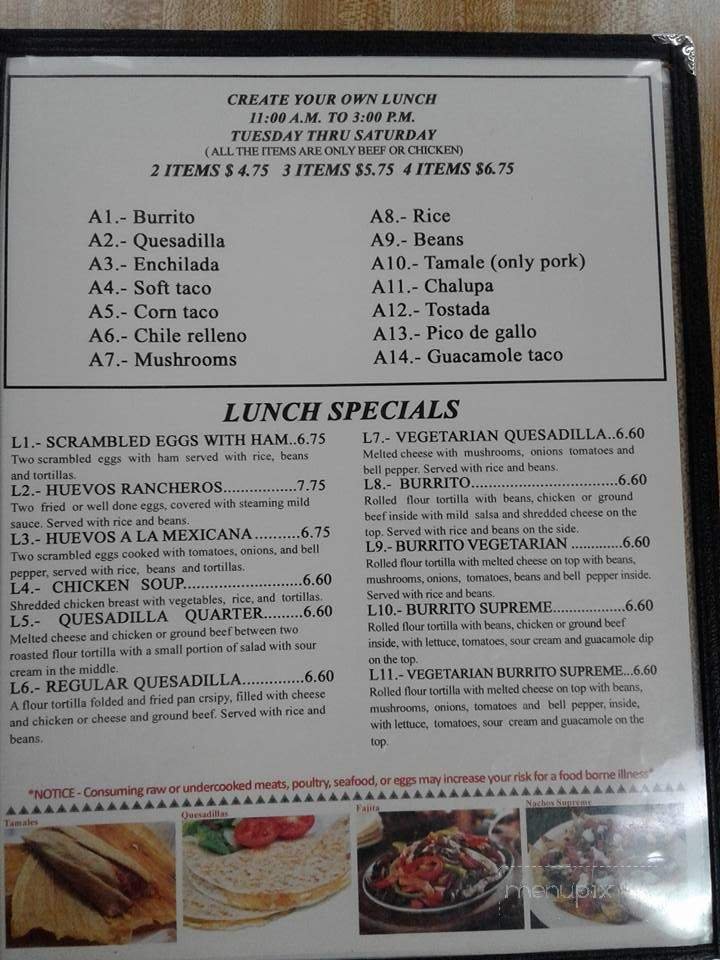 CREATE YOUR OWN LUNCH
11:00 A.M. TO 3:00 P.M.
TUESDAY THRU SATURDAY
( ALL THE ITEMS ARE ONLY BEEF OR CHICKEN)
2 ITEMS $ 4.75 3 ITEMS $5.75 4 ITEMS $6.75
A1.- Burrito
A2.- Quesadilla
A3.- Enchilada
A4.- Soft taco
A5.- Corn taco
A6.- Chile relleno
A7.- Mushrooms
A8.- Rice
A9.- Beans
A10.- Tamale (only pork)
A11.- Chalupa
A12.- Tostada
A13.- Pico de gallo
A14.- Guacamole taco
LUNCH SPECIALS
L1.- SCRAMBLED EGGS WITH HAM..6.75
Two scrambled eggs with ham served with rice, beans
and tortillas.
L2.- HUEVOS RANCHEROS.................7.75
Two fried or well done eggs, covered with steaming mild
sauce. Served with rice and beans.
L3.- HUEVOS A LA MEXICANA..........6.75
Two scrambled eggs cooked with tomatoes, onions, and bell
pepper, served with rice, beans and tortillas.
L4.- CHICKEN SOUP...........................6.60
Shredded chicken breast with vegetables, rice, and tortillas.
L5.- QUESADILLA QUARTER.........6.60
Melted cheese and chicken or ground beef between two
roasted flour tortilla with a small portion of salad with sour
cream in the middle.
L6.- REGULAR QUESADILLA..............6.60
A flour tortilla folded and fried pan crsipy, filled with cheese
and chicken or cheese and ground beef. Served with rice and
beans.
L7.- VEGETARIAN QUESADILLA..6.60
Melted cheese with mushrooms, onions tomatoes and
bell pepper. Served with rice and beans.
L8.- BURRITO..................................6.60
Rolled flour tortilla with beans, chicken or ground
beef inside with mild salsa and shredded cheese on the
top. Served with rice and beans on the side.
L9.- BURRITO VEGETARIAN ............6.60
Rolled flour tortilla with melted cheese on top with beans,
mushrooms, onions, tomatoes, beans and bell pepper inside.
Served with rice and beans.
L10.- BURRITO SUPREME.................6.60
Rolled flour tortilla with beans, chicken or ground beef
inside, with lettuce, tomatoes, sour cream and guacamole dip
on the top.
L11.- VEGETARIAN BURRITO SUPREME...6.60
Rolled flour tortilla with melted cheese on top with beans,
mushrooms, onions, tomatoes and bell pepper, inside,
with lettuce, tomatoes, sour cream and guacamole on the
top.
*NOTICE - Consuming raw or undercooked meats, poultry, seafood, or eggs may increase your risk for a food borne illness*
Tamales
Quesadillas
Fajita
Nachos Supreme
menupix